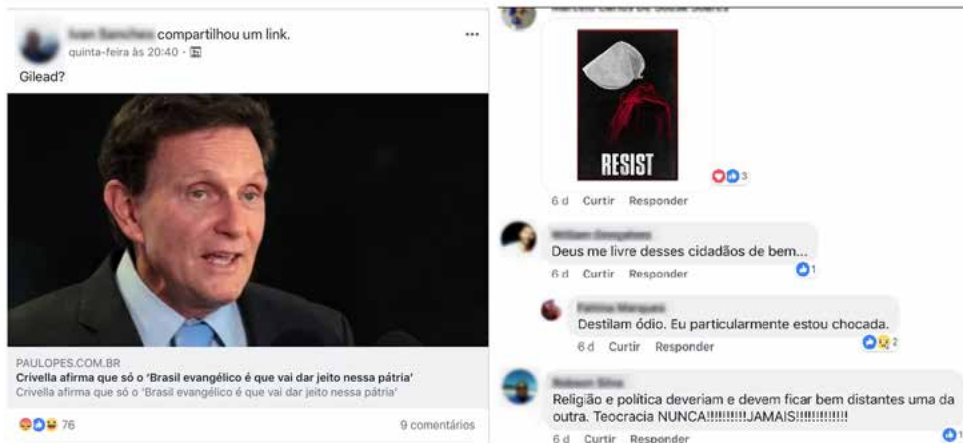 compartilhou um link.
quinta-feira às 20:40
Gilead?
PAULOPES.COM.BR
Crivella afirma que só o 'Brasil evangélico é que vai dar jeito nessa pátria'
Crivella afirma que só o 'Brasil evangélico é que vai dar jeito nessa pátria'
76
9 comentários
RESIST
3
6 d Curtir Responder
Deus me livre desses cidadãos de bem...
1
6 d Curtir Responder
Destilam ódio. Eu particularmente estou chocada.
2
6 d Curtir Responder
Religião e política deveriam e devem ficar bem distantes uma da
outra. Teocracia NUNCA!!!!!!!!!!JAMAIS!!!!!!!!!!!!!
1
6 d Curtir Responder